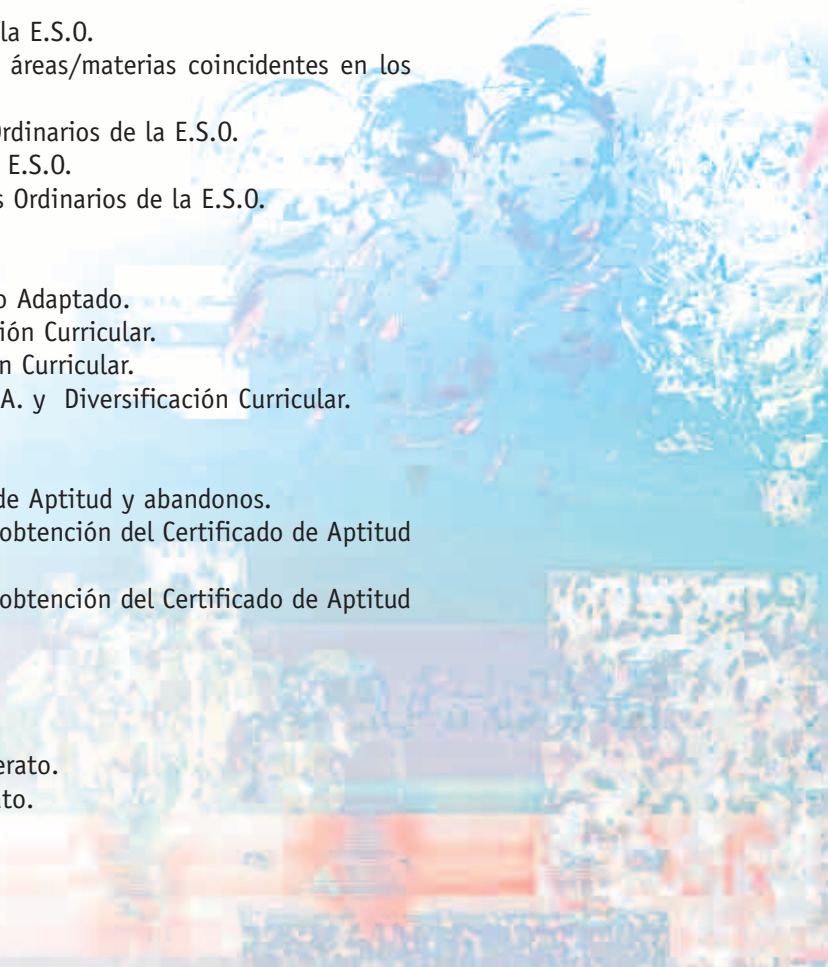 la E.S.O.
áreas/materias coincidentes en los
Ordinarios de la E.S.O.
E.S.O.
s Ordinarios de la E.S.O.
o Adaptado.
ión Curricular.
n Curricular.
A. y Diversificación Curricular.
de Aptitud y abandonos.
obtención del Certificado de Aptitud
obtención del Certificado de Aptitud
erato.
to.